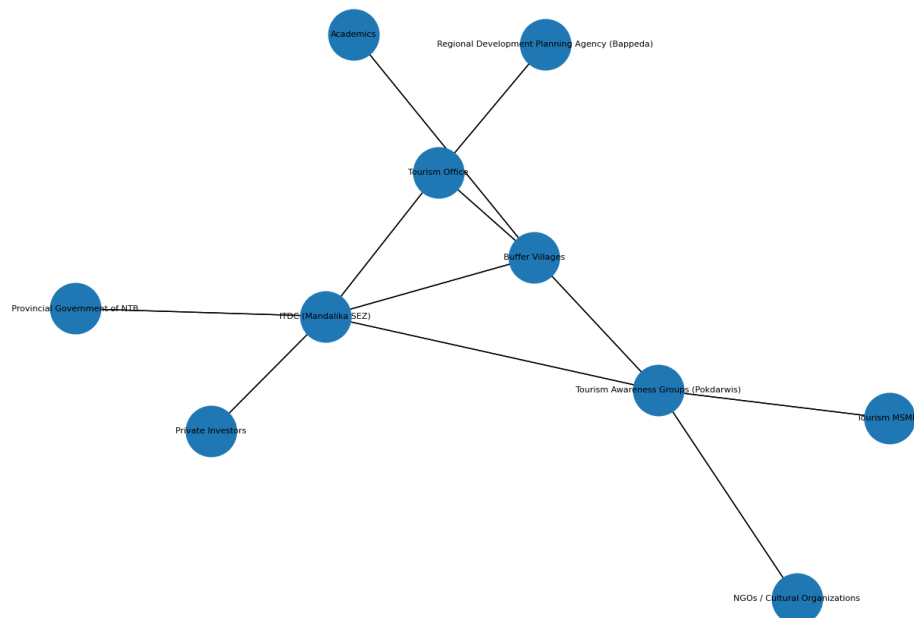 Academics
Regional Development Planning Agency (Bappeda)
Tourism Office
Buffer Villages
Provincial Government of NTB
ITDC (Mandalika SEZ)
Tourism Awareness Groups (Pokdarwis)
Tourism
Private Investors
NGOs / Cultural Organizations